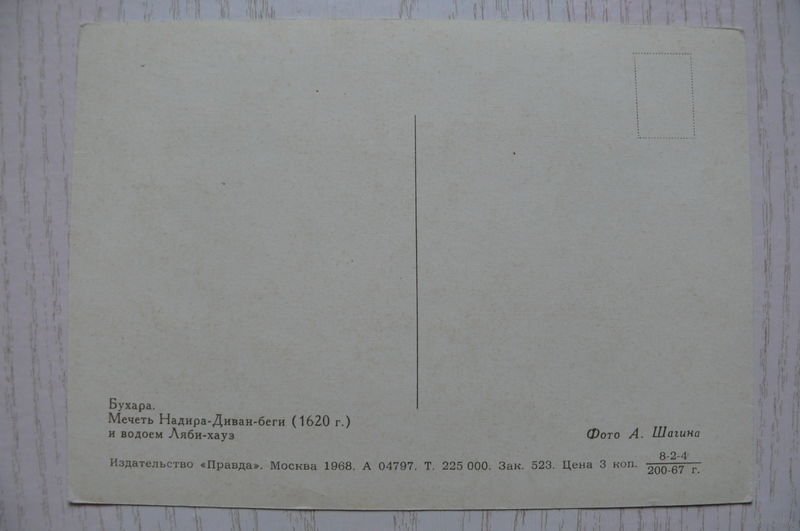 Бухара.
Мечеть Надира-Диван-беги (1620 г.)
и водоем Ляби-хауз
Фото А. Шагина
Издательство «Правда». Москва 1968. А 04797. Т. 225 000. Зак. 523. Цена 3 коп. 8-2-4
200-67 г.